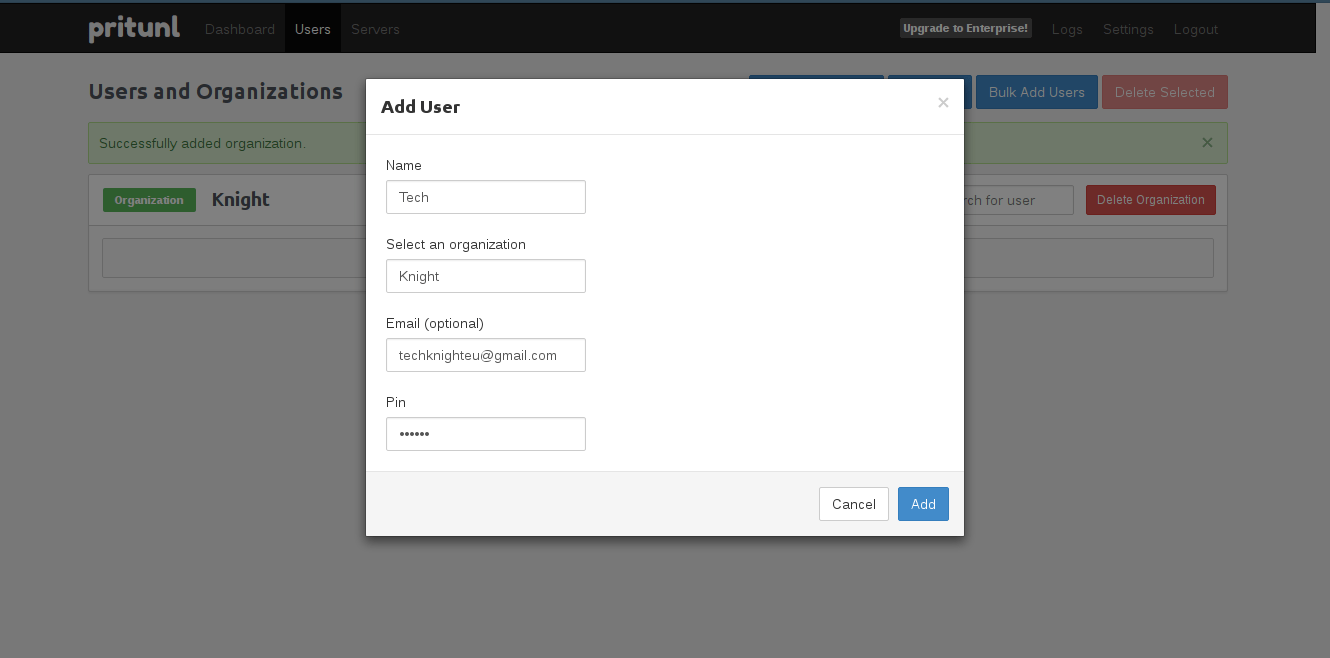 pritunl Dashboard Users Servers Upgrade to Enterprise! Logs Settings Logout
Users and Organizations
Bulk Add Users Delete Selected
Add User ×
Successfully added organization. ×
Name
Tech
Organization Knight
for user Delete Organization
Select an organization
Knight
Email (optional)
techknighteu@gmail.com
Pin
••••••
Cancel Add